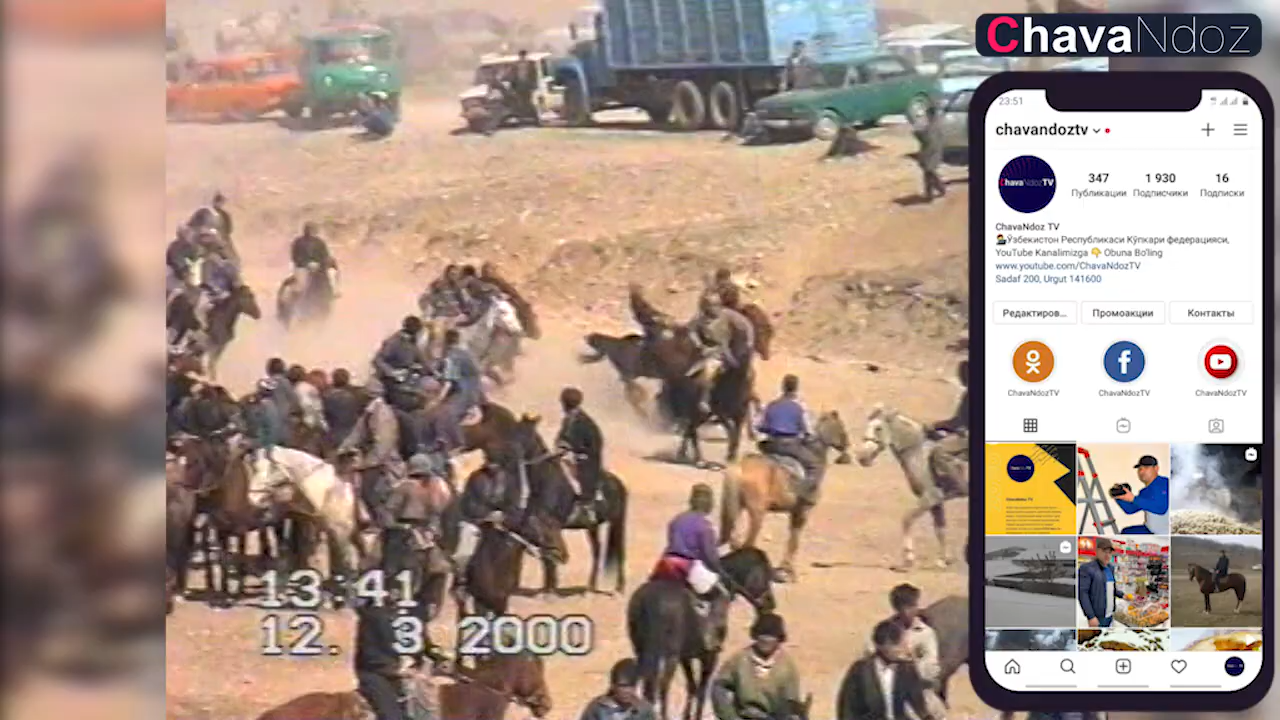 ChavaNdoz
23:51
chavandoztv
ChavaNdozTV
347
1 930
16
Публикации
Подписчики
Подписки
ChavaNdoz TV
Ўзбекистон Республикаси Кўпкари федерацияси,
YouTube Kanalimizga 👇 Obuna Bo'ling
www.youtube.com/ChavaNdozTV
Sadaf 200, Urgut 141600
Редактиров...
Промоакции
Контакты
ChavaNdozTV
ChavaNdozTV
ChavaNdozTV
13:41
12. 3 2000